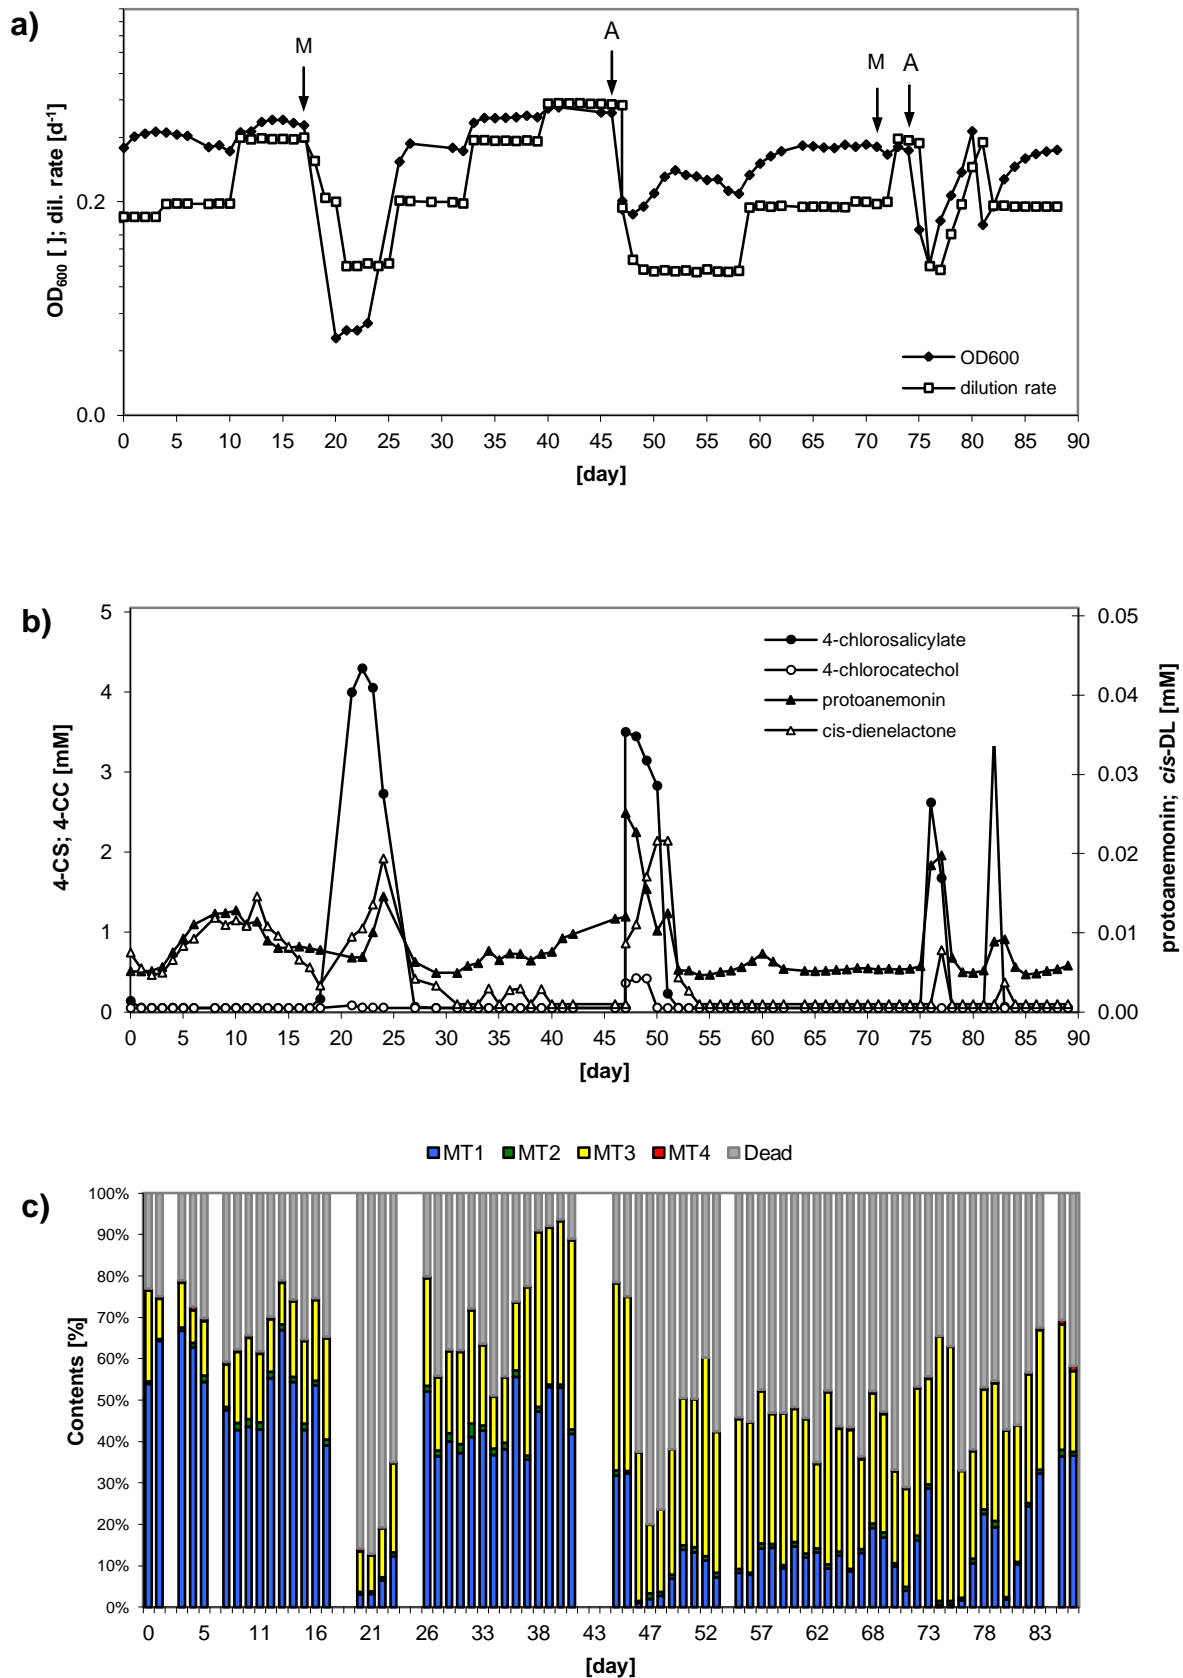 a)
M
A
M
A
OD600 [ ]; dil. rate [d-1]
0.2
0.0
OD600
dilution rate
0 5 10 15 20 25 30 35 40 45 50 55 60 65 70 75 80 85 90
[day]
b)
4-CS; 4-CC [mM]
5
4
3
2
1
0
4-chlorosalicylate
4-chlorocatechol
protoanemonin
cis-dienelactone
0.05
0.04
0.03
0.02
0.01
0.00
protoanemonin; cis-DL [mM]
0 5 10 15 20 25 30 35 40 45 50 55 60 65 70 75 80 85 90
[day]
MT1 MT2 MT3 MT4 Dead
c)
Contents [%]
100%
90%
80%
70%
60%
50%
40%
30%
20%
10%
0%
0 5 11 16 21 26 33 38 43 47 52 57 62 68 73 78 83
[day]